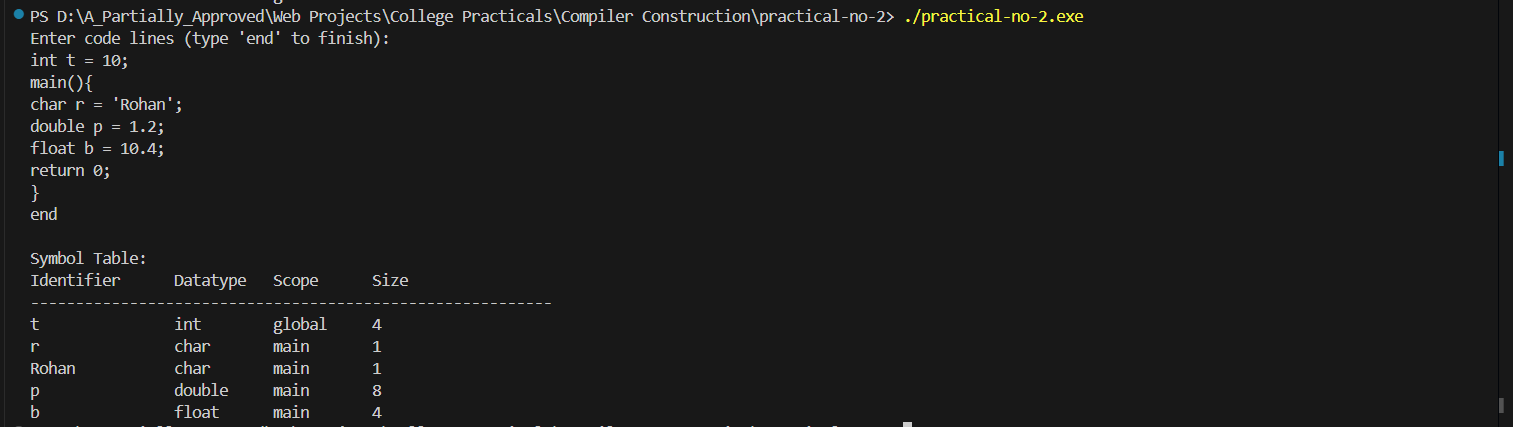 PS D:\A_Partially_Approved\Web Projects\College Practicals\Compiler Construction\practical-no-2> ./practical-no-2.exe
Enter code lines (type 'end' to finish):
int t = 10;
main(){
char r = 'Rohan';
double p = 1.2;
float b = 10.4;
return 0;
}
end
Symbol Table:
Identifier Datatype Scope Size
----------------------------------------------------------
t int global 4
r char main 1
Rohan char main 1
p double main 8
b float main 4